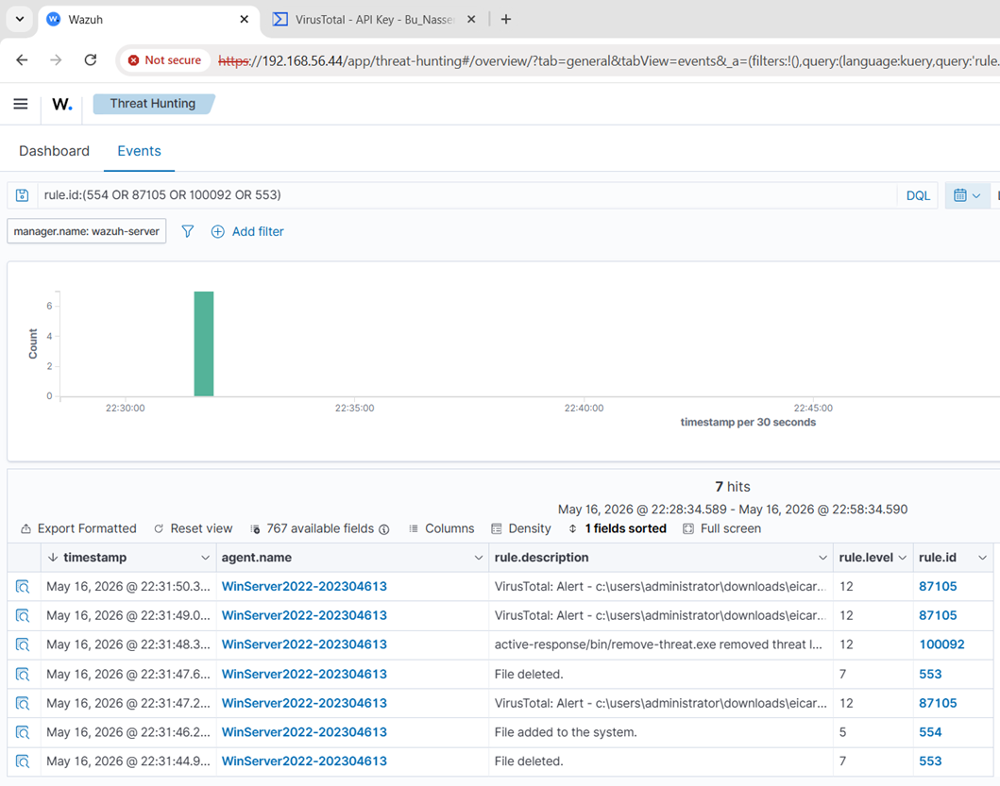 Wazuh
VirusTotal - API Key - Bu_Nasse
Not secure https://192.168.56.44/app/threat-hunting#/overview/?tab=general&tabView=events&_a=(filters:!(),query:(language:kuery,query:'rule.
W. Threat Hunting
Dashboard Events
rule.id:(554 OR 87105 OR 100092 OR 553) DQL
manager.name: wazuh-server Add filter
Count
6
4
2
0
22:30:00 22:35:00 22:40:00 22:45:00
timestamp per 30 seconds
7 hits
May 16, 2026 @ 22:28:34.589 - May 16, 2026 @ 22:58:34.590
Export Formatted Reset view 767 available fields Columns Density 1 fields sorted Full screen
timestamp agent.name rule.description rule.level rule.id
May 16, 2026 @ 22:31:50.3... WinServer2022-202304613 VirusTotal: Alert - c:\users\administrator\downloads\eicar... 12 87105
May 16, 2026 @ 22:31:49.0... WinServer2022-202304613 VirusTotal: Alert - c:\users\administrator\downloads\eicar... 12 87105
May 16, 2026 @ 22:31:48.3... WinServer2022-202304613 active-response/bin/remove-threat.exe removed threat l... 12 100092
May 16, 2026 @ 22:31:47.6... WinServer2022-202304613 File deleted. 7 553
May 16, 2026 @ 22:31:47.2... WinServer2022-202304613 VirusTotal: Alert - c:\users\administrator\downloads\eicar... 12 87105
May 16, 2026 @ 22:31:46.2... WinServer2022-202304613 File added to the system. 5 554
May 16, 2026 @ 22:31:44.9... WinServer2022-202304613 File deleted. 7 553